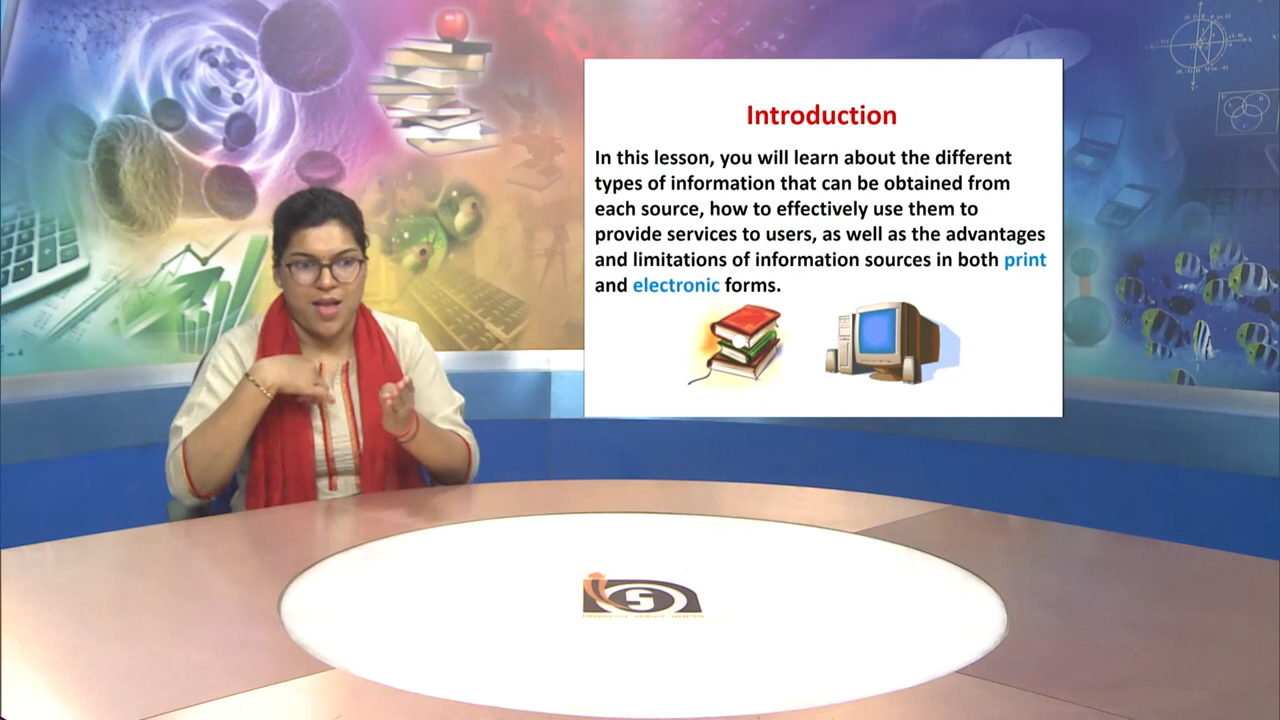 Introduction
In this lesson, you will learn about the different
types of information that can be obtained from
each source, how to effectively use them to
provide services to users, as well as the advantages
and limitations of information sources in both print
and electronic forms.